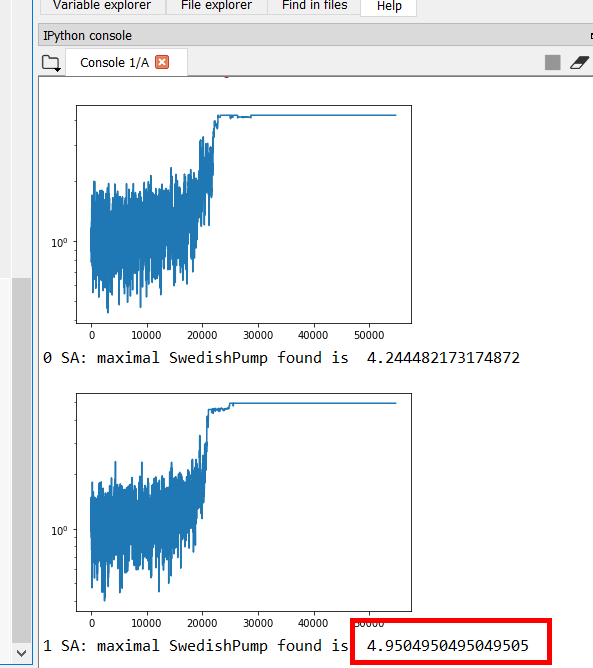 Variable explorer File explorer Find in files Help
IPython console
Console 1/A
10⁰
0 10000 20000 30000 40000 50000
0 SA: maximal SwedishPump found is 4.244482173174872
10⁰
0 10000 20000 30000 40000 50000
1 SA: maximal SwedishPump found is 4.9504950495049505